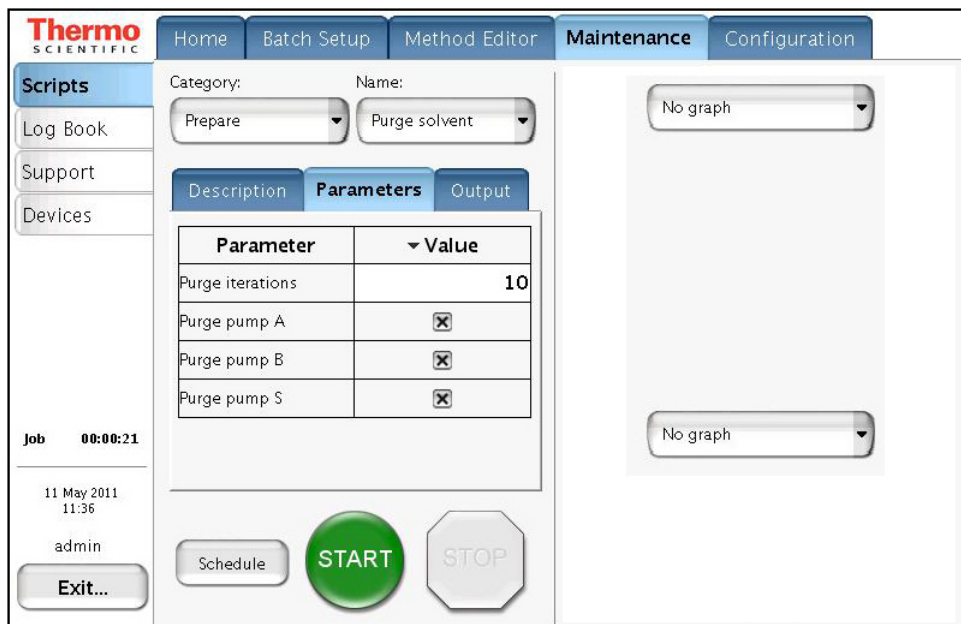 Thermo
SCIENTIFIC
Home
Batch Setup
Method Editor
Maintenance
Configuration
Scripts
Log Book
Support
Devices
Job 00:00:21
11 May 2011
11:36
admin
Exit...
Category:
Name:
Prepare
Purge solvent
Description
Parameters
Output
Parameter
Value
Purge iterations 10
Purge pump A
Purge pump B
Purge pump S
Schedule
START
STOP
No graph
No graph